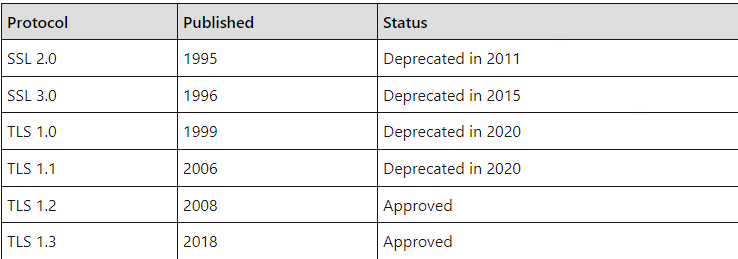 Protocol Published Status
SSL 2.0 1995 Deprecated in 2011
SSL 3.0 1996 Deprecated in 2015
TLS 1.0 1999 Deprecated in 2020
TLS 1.1 2006 Deprecated in 2020
TLS 1.2 2008 Approved
TLS 1.3 2018 Approved